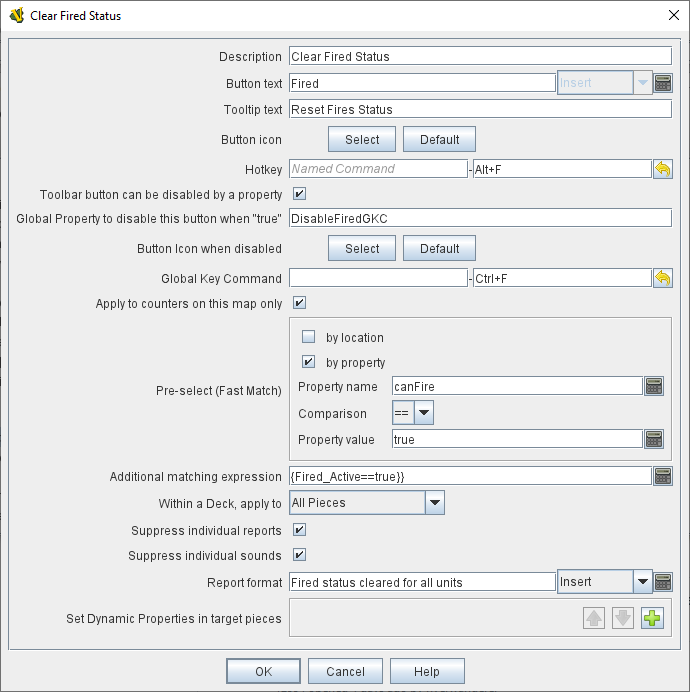 Clear Fired Status
Description Clear Fired Status
Button text Fired Insert
Tooltip text Reset Fires Status
Button icon Select Default
Hotkey Named Command - Alt+F
Toolbar button can be disabled by a property
Global Property to disable this button when "true" DisableFiredGKC
Button Icon when disabled Select Default
Global Key Command - Ctrl+F
Apply to counters on this map only
by location
by property
Pre-select (Fast Match) Property name canFire
Comparison ==
Property value true
Additional matching expression {Fired_Active==true}}
Within a Deck, apply to All Pieces
Suppress individual reports
Suppress individual sounds
Report format Fired status cleared for all units Insert
Set Dynamic Properties in target pieces
OK Cancel Help